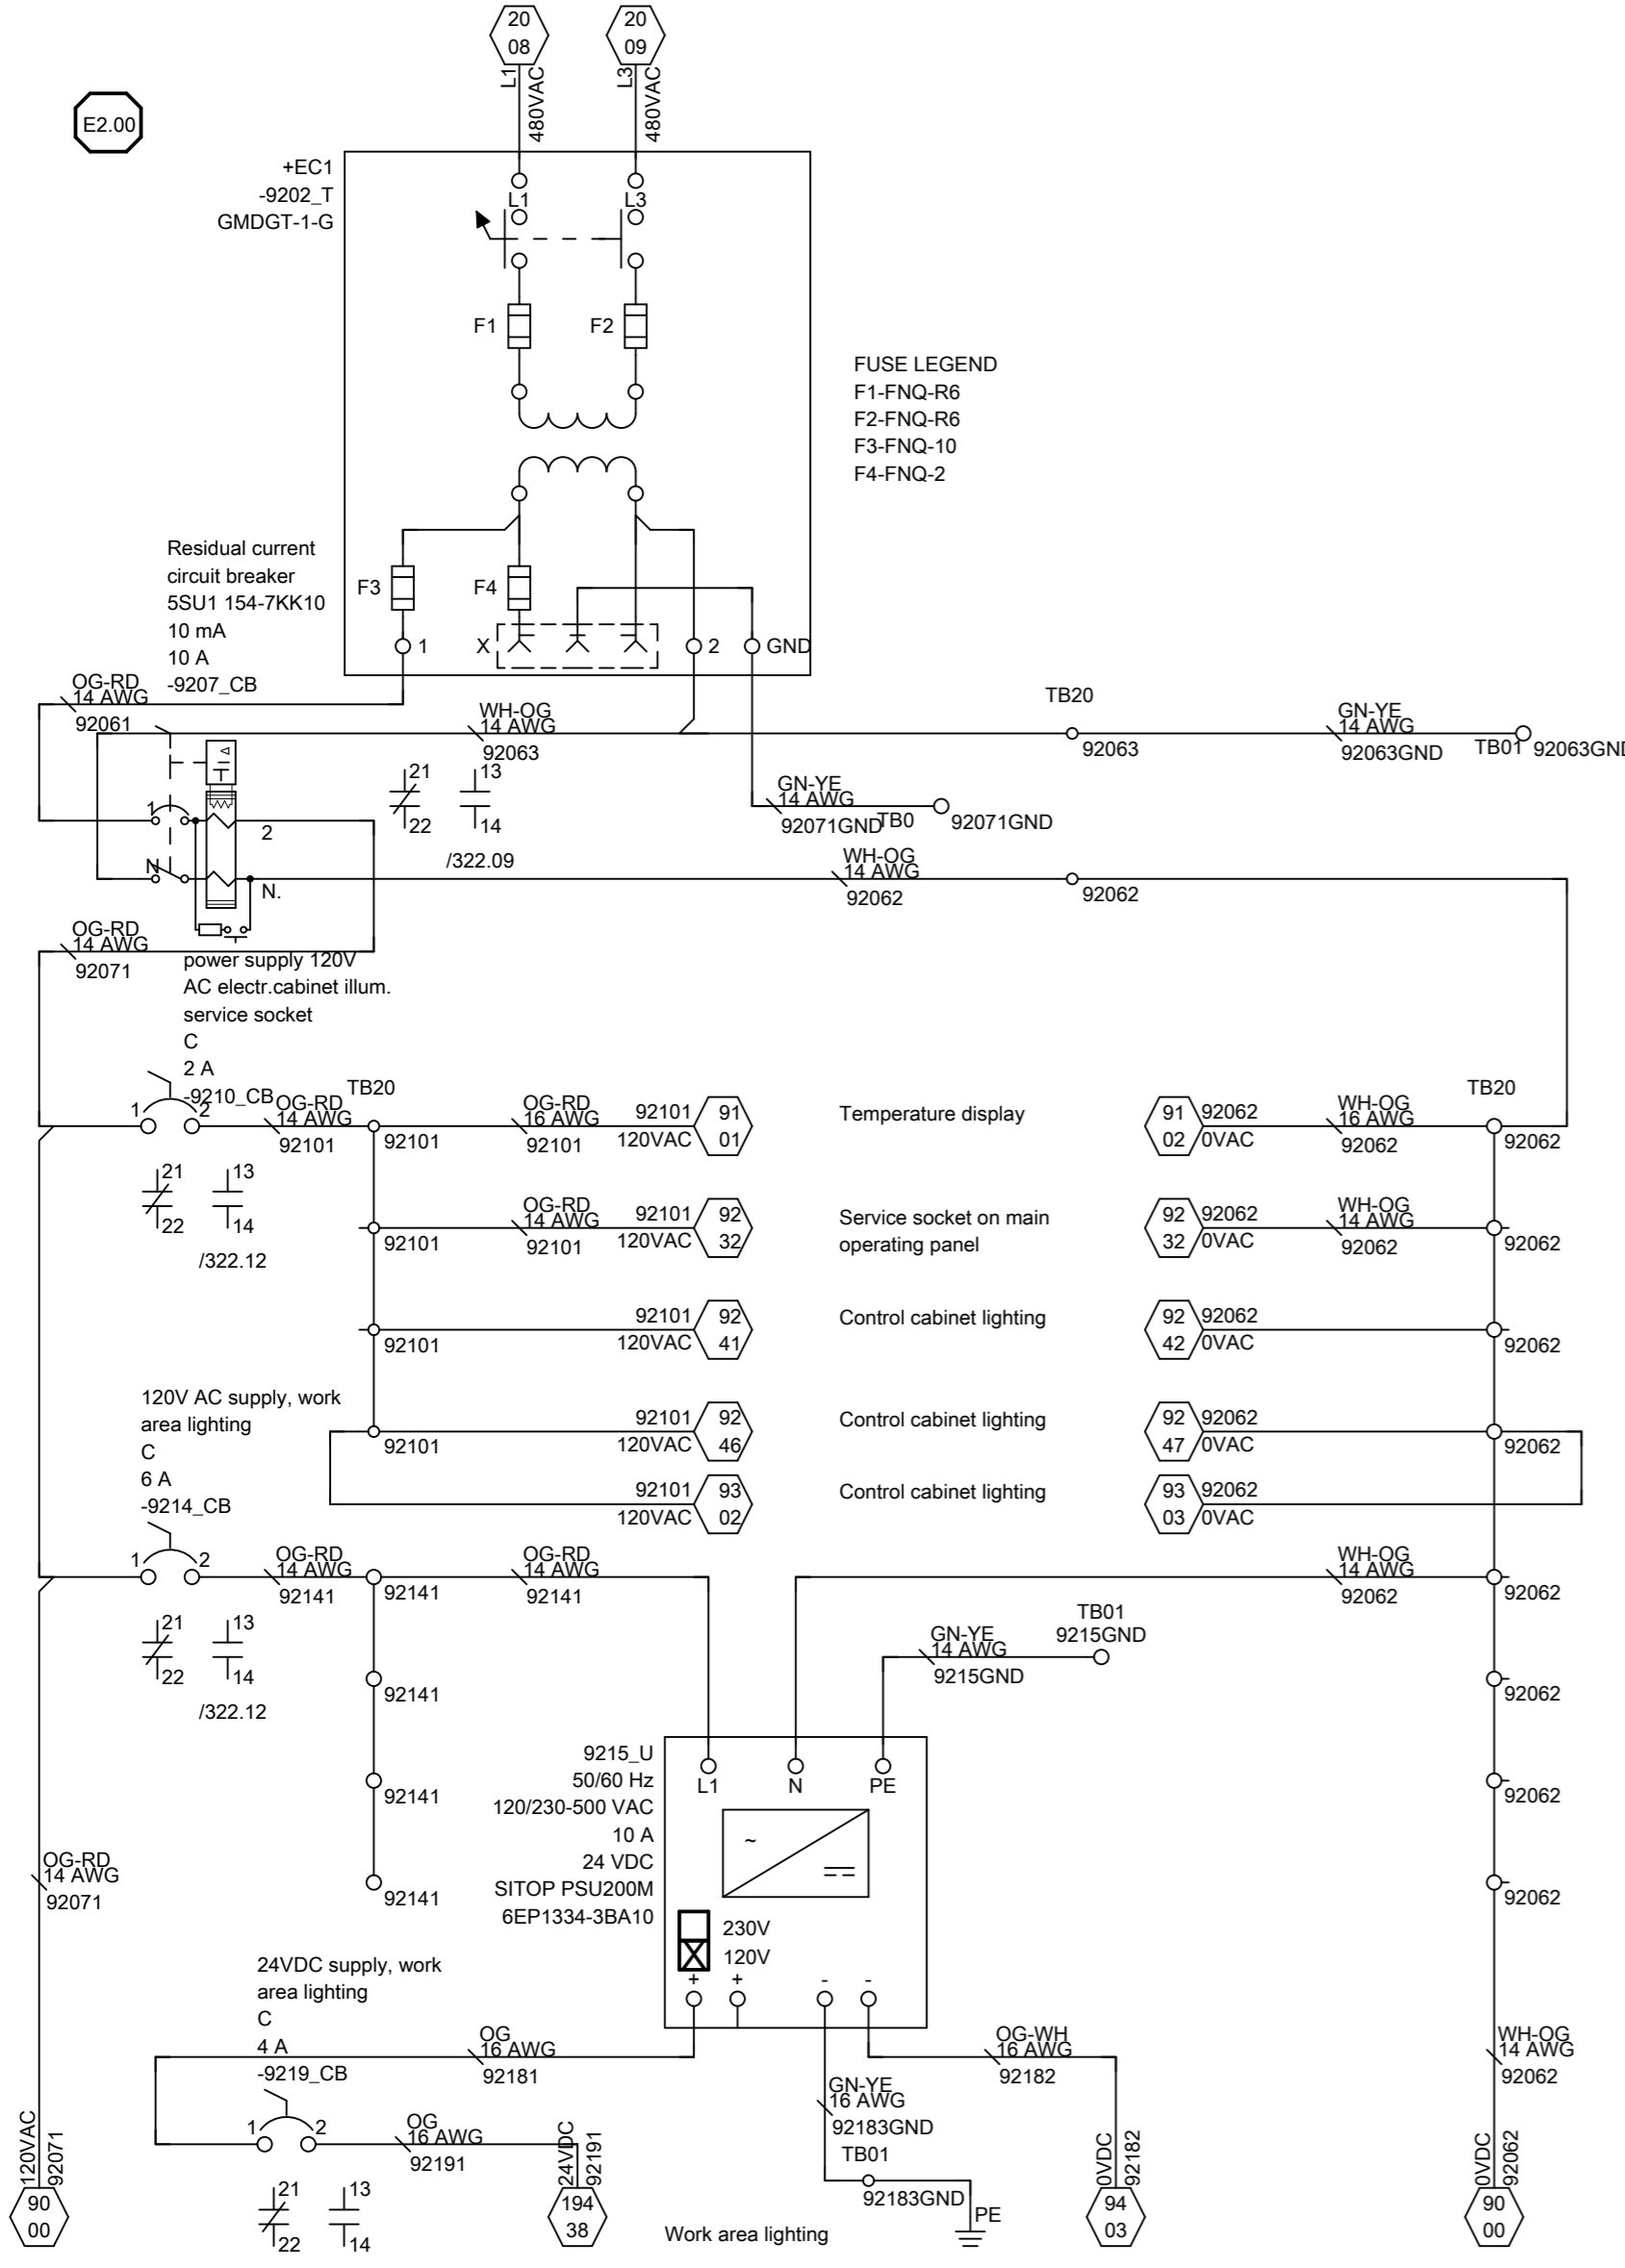 20
08
20
09
L1
480VAC
L3
480VAC
E2.00
+EC1
-9202_T
GMDGT-1-G
L1
L3
F1
F2
FUSE LEGEND
F1-FNQ-R6
F2-FNQ-R6
F3-FNQ-10
F4-FNQ-2
Residual current
circuit breaker
5SU1 154-7KK10
10 mA
10 A
-9207_CB
F3
F4
1
X
2
GND
OG-RD
14 AWG
92061
WH-OG
14 AWG
92063
TB20
92063
GN-YE
14 AWG
92063GND
TB01
92063GND
21
22
13
14
/322.09
GN-YE
14 AWG
92071GND
TB0
92071GND
1
2
N
N.
WH-OG
14 AWG
92062
92062
OG-RD
14 AWG
92071
power supply 120V
AC electr.cabinet illum.
service socket
C
2 A
-9210_CB
1
2
OG-RD
14 AWG
92101
TB20
92101
OG-RD
16 AWG
92101
92101
120VAC
91
01
Temperature display
91
02
92062
0VAC
WH-OG
16 AWG
92062
TB20
92062
21
22
13
14
/322.12
92101
OG-RD
14 AWG
92101
92101
120VAC
92
32
Service socket on main
operating panel
92
32
92062
0VAC
WH-OG
14 AWG
92062
92062
92101
92101
120VAC
92
41
Control cabinet lighting
92
42
92062
0VAC
92062
92101
92101
120VAC
92
46
Control cabinet lighting
92
47
92062
0VAC
92062
92101
120VAC
93
02
Control cabinet lighting
93
03
92062
0VAC
120V AC supply, work
area lighting
C
6 A
-9214_CB
1
2
OG-RD
14 AWG
92141
92141
OG-RD
14 AWG
92141
WH-OG
14 AWG
92062
92062
21
22
13
14
/322.12
GN-YE
14 AWG
9215GND
TB01
9215GND
92141
92062
92141
92062
92141
92062
9215_U
50/60 Hz
120/230-500 VAC
10 A
24 VDC
SITOP PSU200M
6EP1334-3BA10
L1
N
PE
~
230V
120V
+
+
-
-
OG-RD
14 AWG
92071
24VDC supply, work
area lighting
C
4 A
-9219_CB
1
2
OG
16 AWG
92181
OG
16 AWG
92191
OG-WH
16 AWG
92182
GN-YE
16 AWG
92183GND
TB01
92183GND
PE
WH-OG
14 AWG
92062
21
22
13
14
120VAC
92071
90
00
24VDC
92191
194
38
Work area lighting
0VDC
92182
94
03
0VDC
92062
90
00